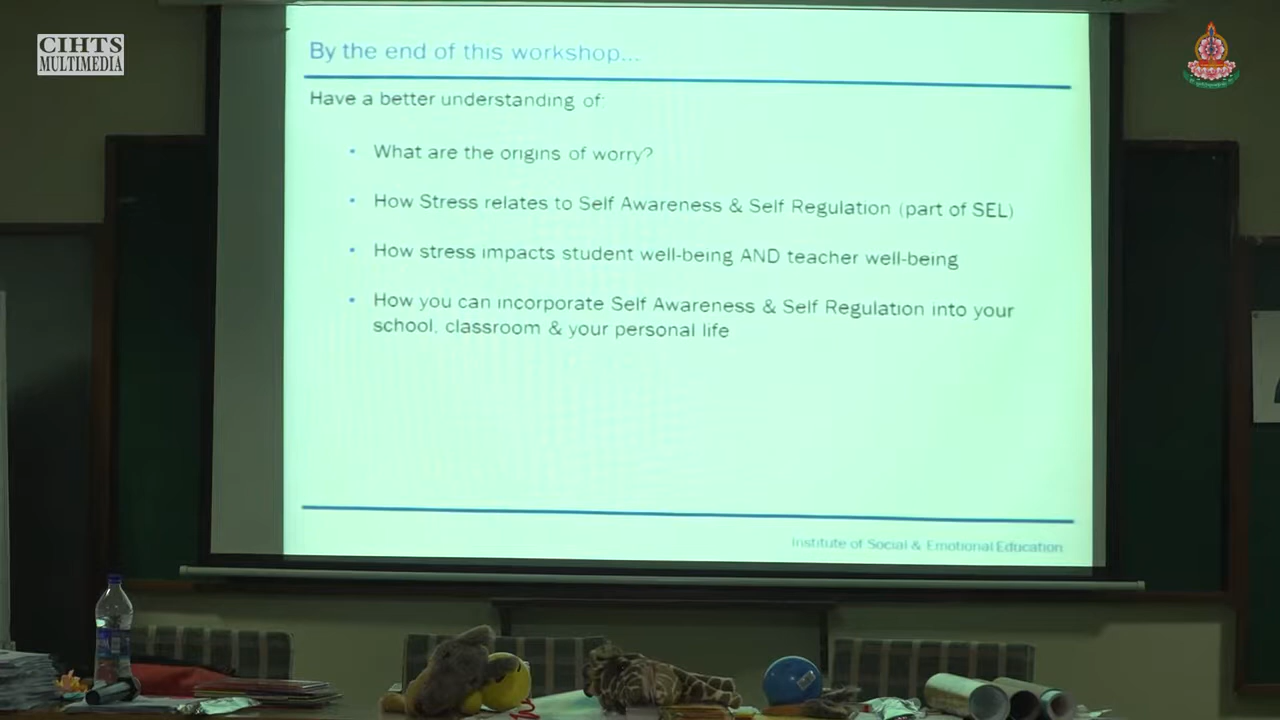 CIHTS
MULTIMEDIA
By the end of this workshop...
Have a better understanding of:
• What are the origins of worry?
• How Stress relates to Self Awareness & Self Regulation (part of SEL)
• How stress impacts student well-being AND teacher well-being
• How you can incorporate Self Awareness & Self Regulation into your
school, classroom & your personal life
Institute of Social & Emotional Education